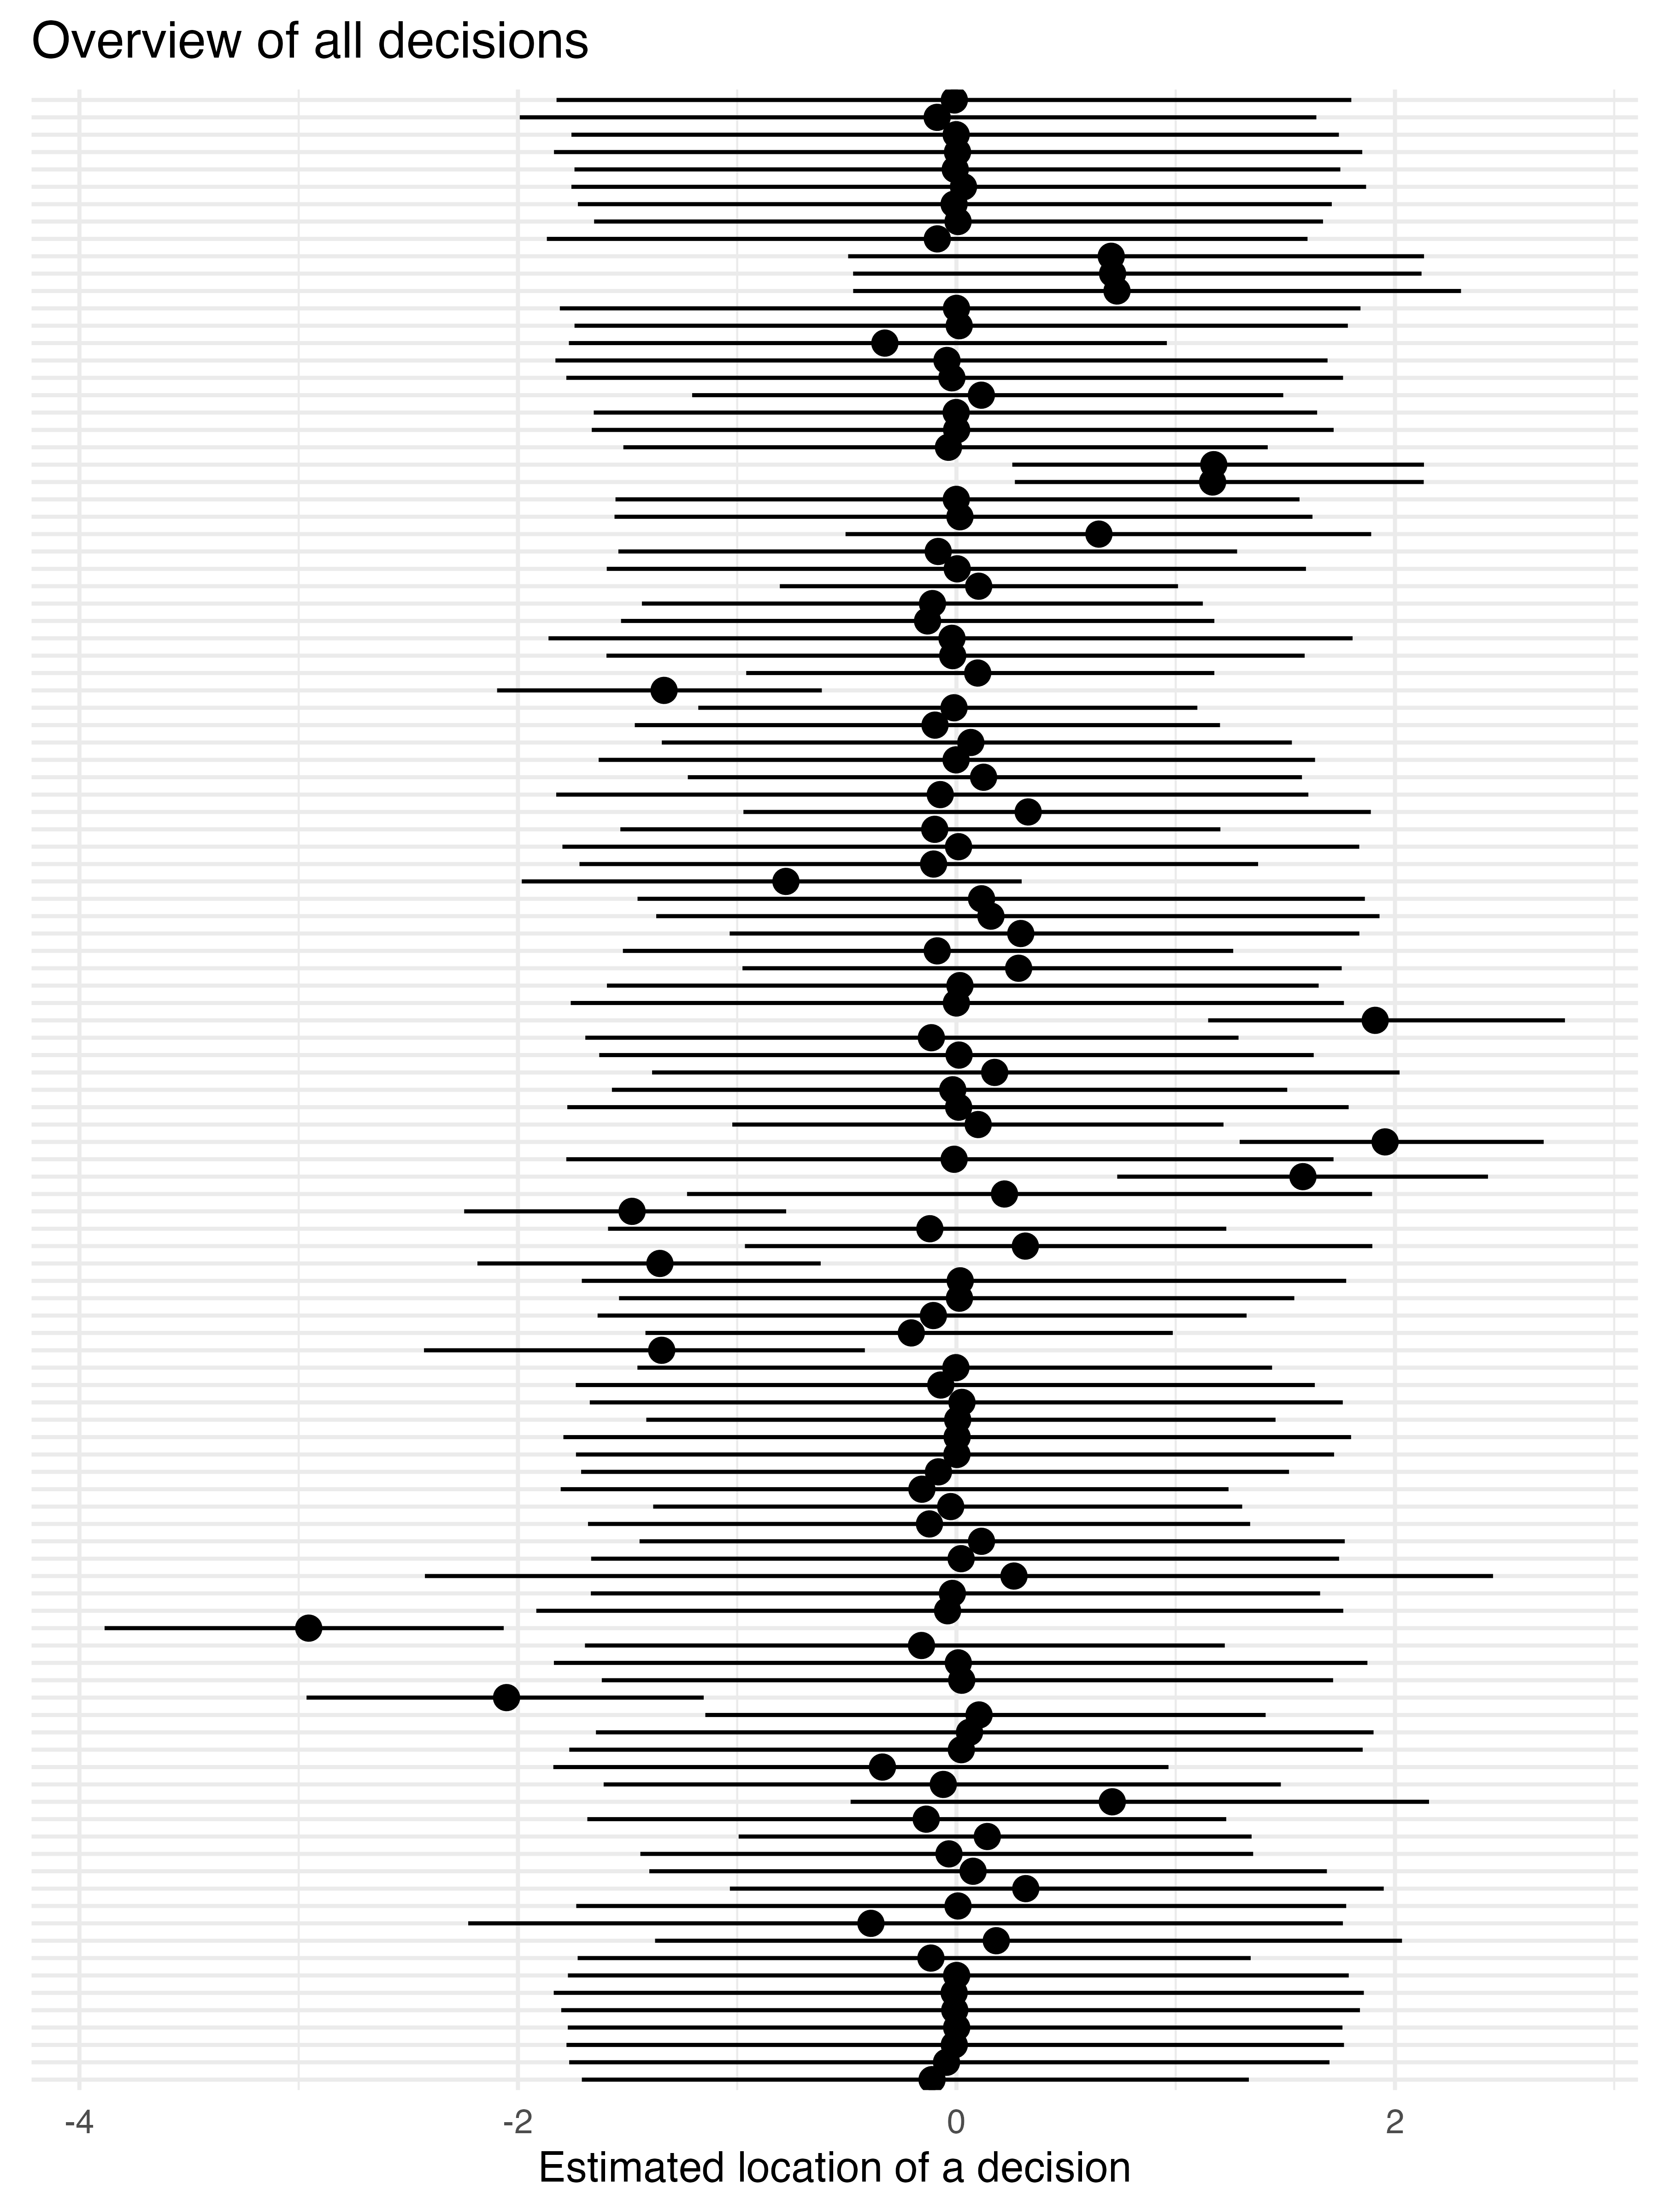 Overview of all decisions
-4 -2 0 2
Estimated location of a decision